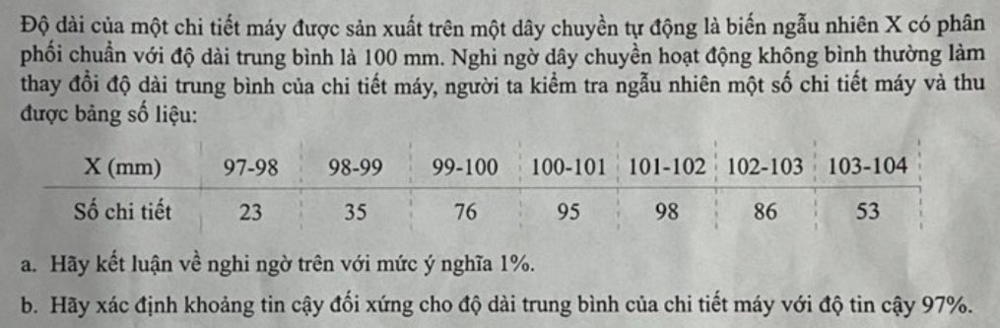 Độ dài của một chi tiết máy được sản xuất trên một dây chuyền tự động là biến ngẫu nhiên X có phân
phối chuẩn với độ dài trung bình là 100 mm. Nghi ngờ dây chuyền hoạt động không bình thường làm
thay đổi độ dài trung bình của chi tiết máy, người ta kiểm tra ngẫu nhiên một số chi tiết máy và thu
được bảng số liệu:
X (mm) 97-98 98-99 99-100 100-101 101-102 102-103 103-104
Số chi tiết 23 35 76 95 98 86 53
a. Hãy kết luận về nghi ngờ trên với mức ý nghĩa 1%.
b. Hãy xác định khoảng tin cậy đối xứng cho độ dài trung bình của chi tiết máy với độ tin cậy 97%.